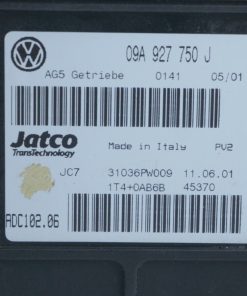 09A 927 750 J
AG5 Getriebe 0141 05/01
Jatco
TransTechnology
Made in Italy PV2
JC7 31036PW009 11.06.01
1T4+0AB6B 45370
ADC102.06